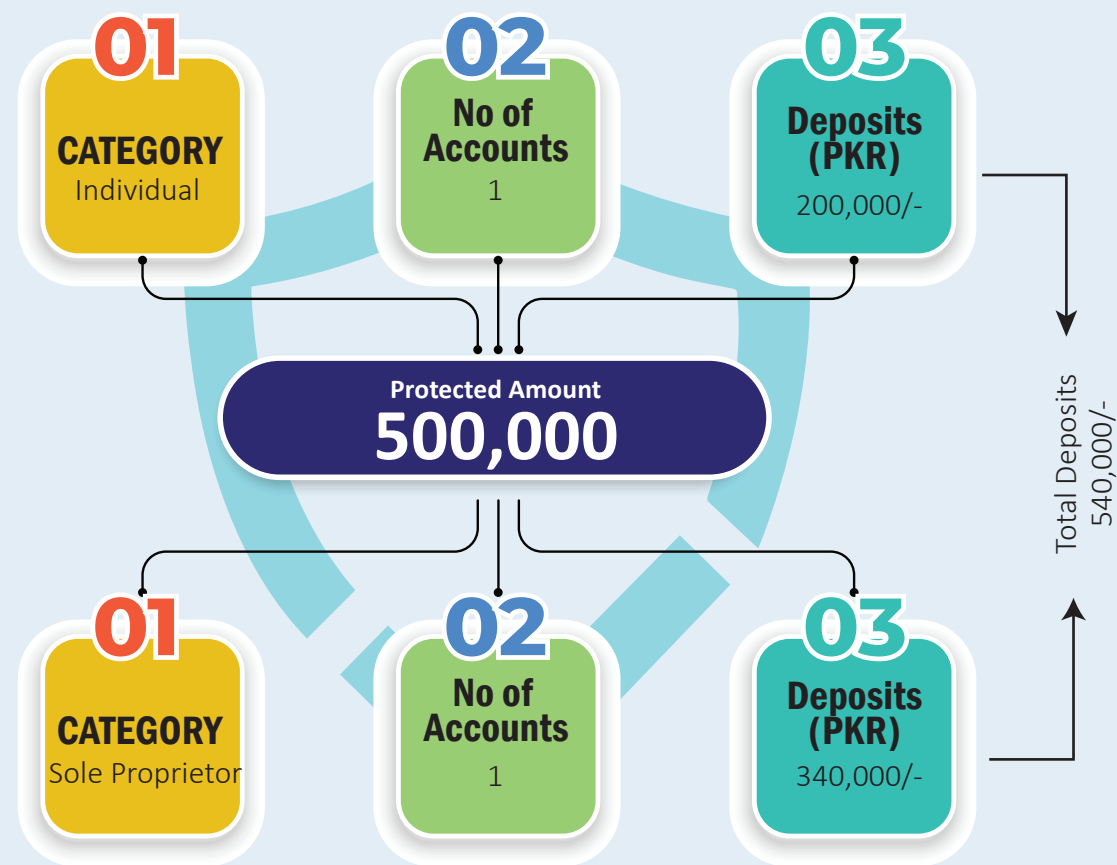 01
CATEGORY
Individual
02
No of
Accounts
1
03
Deposits
(PKR)
200,000/-
Protected Amount
500,000
Total Deposits
540,000/-
01
CATEGORY
Sole Proprietor
02
No of
Accounts
1
03
Deposits
(PKR)
340,000/-